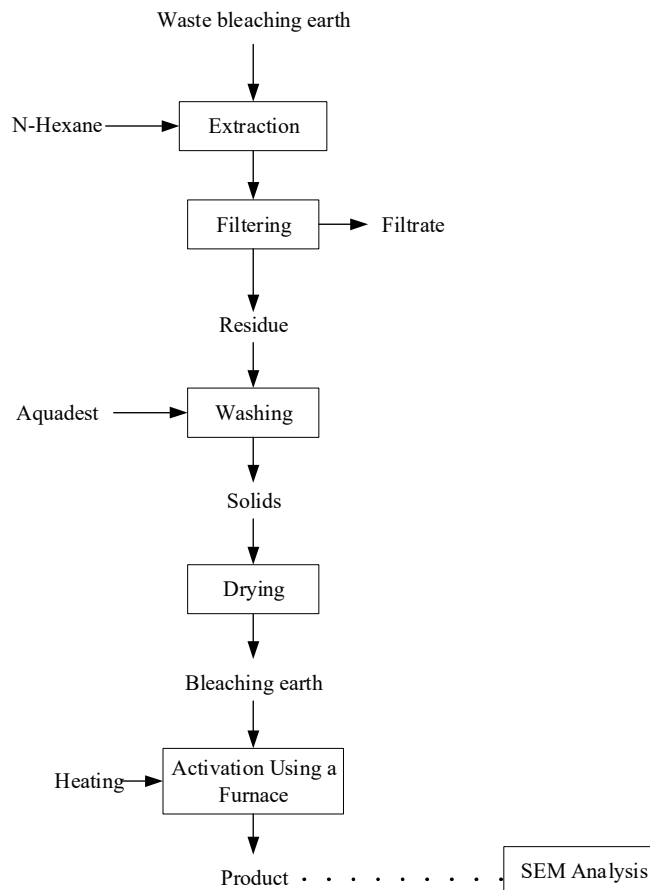 Waste bleaching earth
N-Hexane
Extraction
Filtering
Filtrate
Residue
Aquadest
Washing
Solids
Drying
Bleaching earth
Heating
Activation Using a
Furnace
Product
SEM Analysis